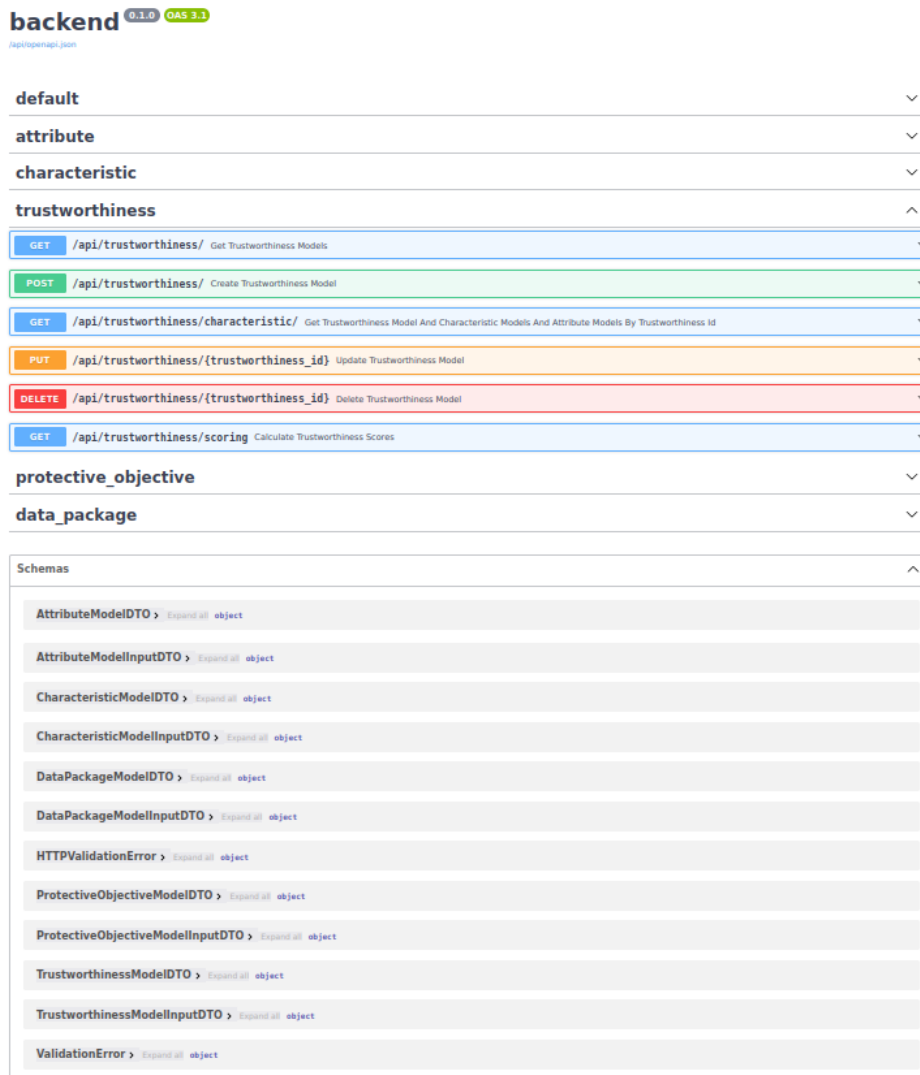 backend 0.1.0 OAS 3.1
/api/openapi.json
default
attribute
characteristic
trustworthiness
GET /api/trustworthiness/ Get Trustworthiness Models
POST /api/trustworthiness/ Create Trustworthiness Model
GET /api/trustworthiness/characteristic/ Get Trustworthiness Model And Characteristic Models And Attribute Models By Trustworthiness Id
PUT /api/trustworthiness/{trustworthiness_id} Update Trustworthiness Model
DELETE /api/trustworthiness/{trustworthiness_id} Delete Trustworthiness Model
GET /api/trustworthiness/scoring Calculate Trustworthiness Scores
protective_objective
data_package
Schemas
AttributeModelDTO > Expand all object
AttributeModelInputDTO > Expand all object
CharacteristicModelDTO > Expand all object
CharacteristicModelInputDTO > Expand all object
DataPackageModelDTO > Expand all object
DataPackageModelInputDTO > Expand all object
HTTPValidationError > Expand all object
ProtectiveObjectiveModelDTO > Expand all object
ProtectiveObjectiveModelInputDTO > Expand all object
TrustworthinessModelDTO > Expand all object
TrustworthinessModelInputDTO > Expand all object
ValidationError > Expand all object